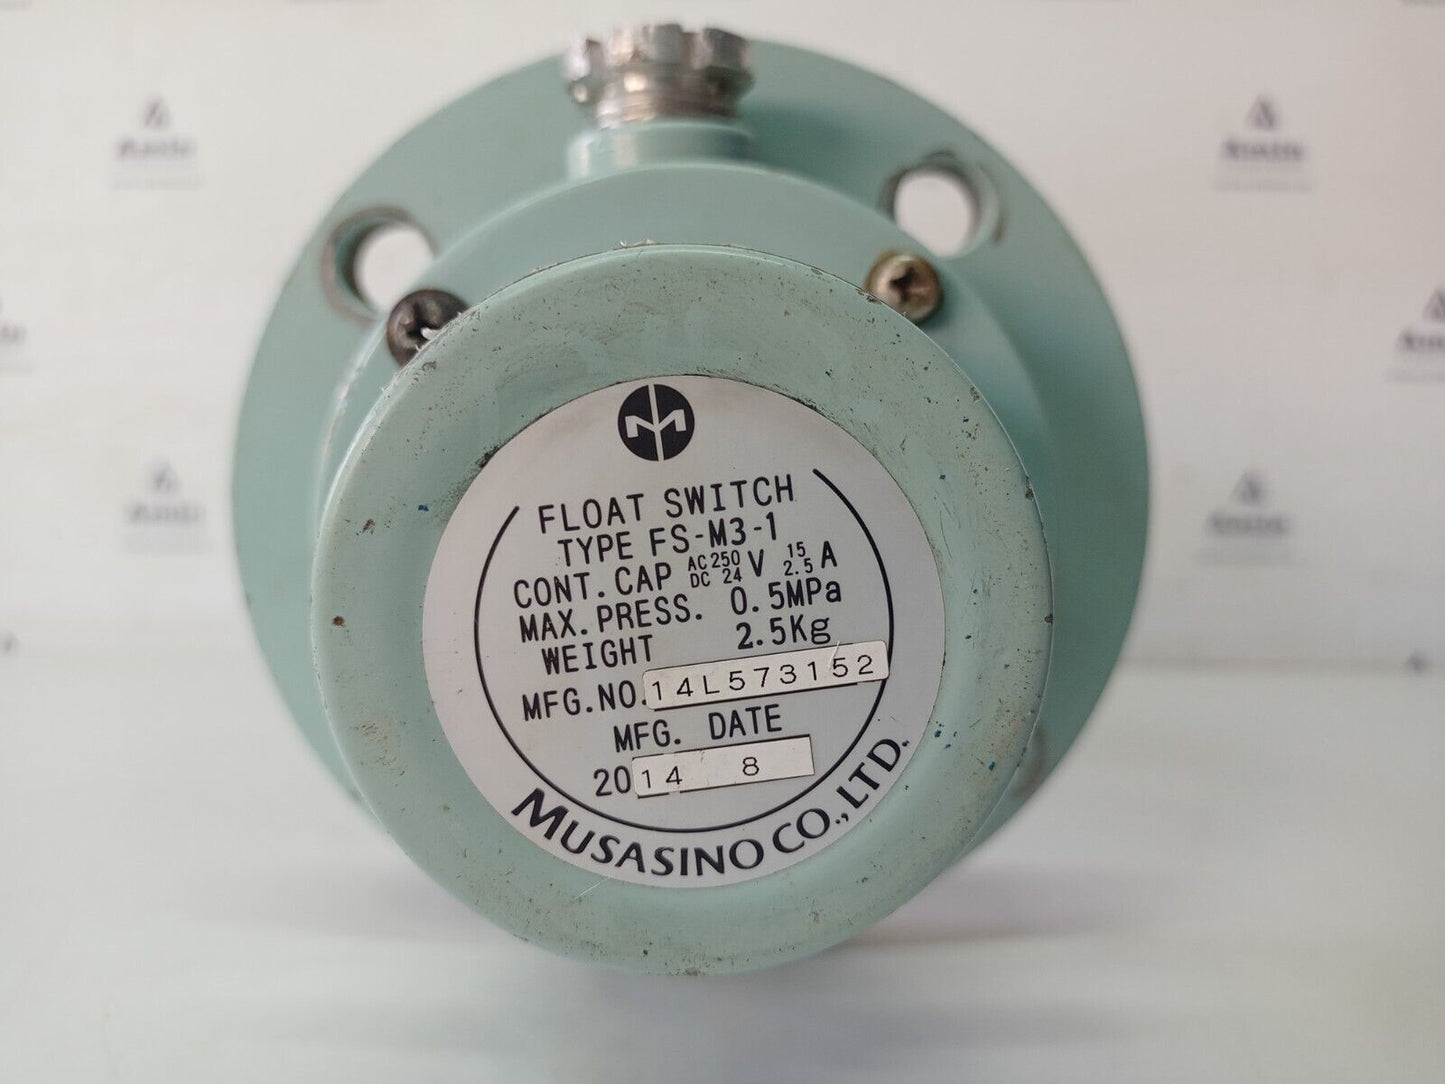 FLOAT SWITCH
TYPE FS-M3-1
CONT. CAP AC 250 DC 24 V 15 2.5 A
MAX. PRESS. 0.5MPa
WEIGHT 2.5Kg
MFG.NO. 14L573152
MFG. DATE
2014 8
MUSASINO CO., LTD.